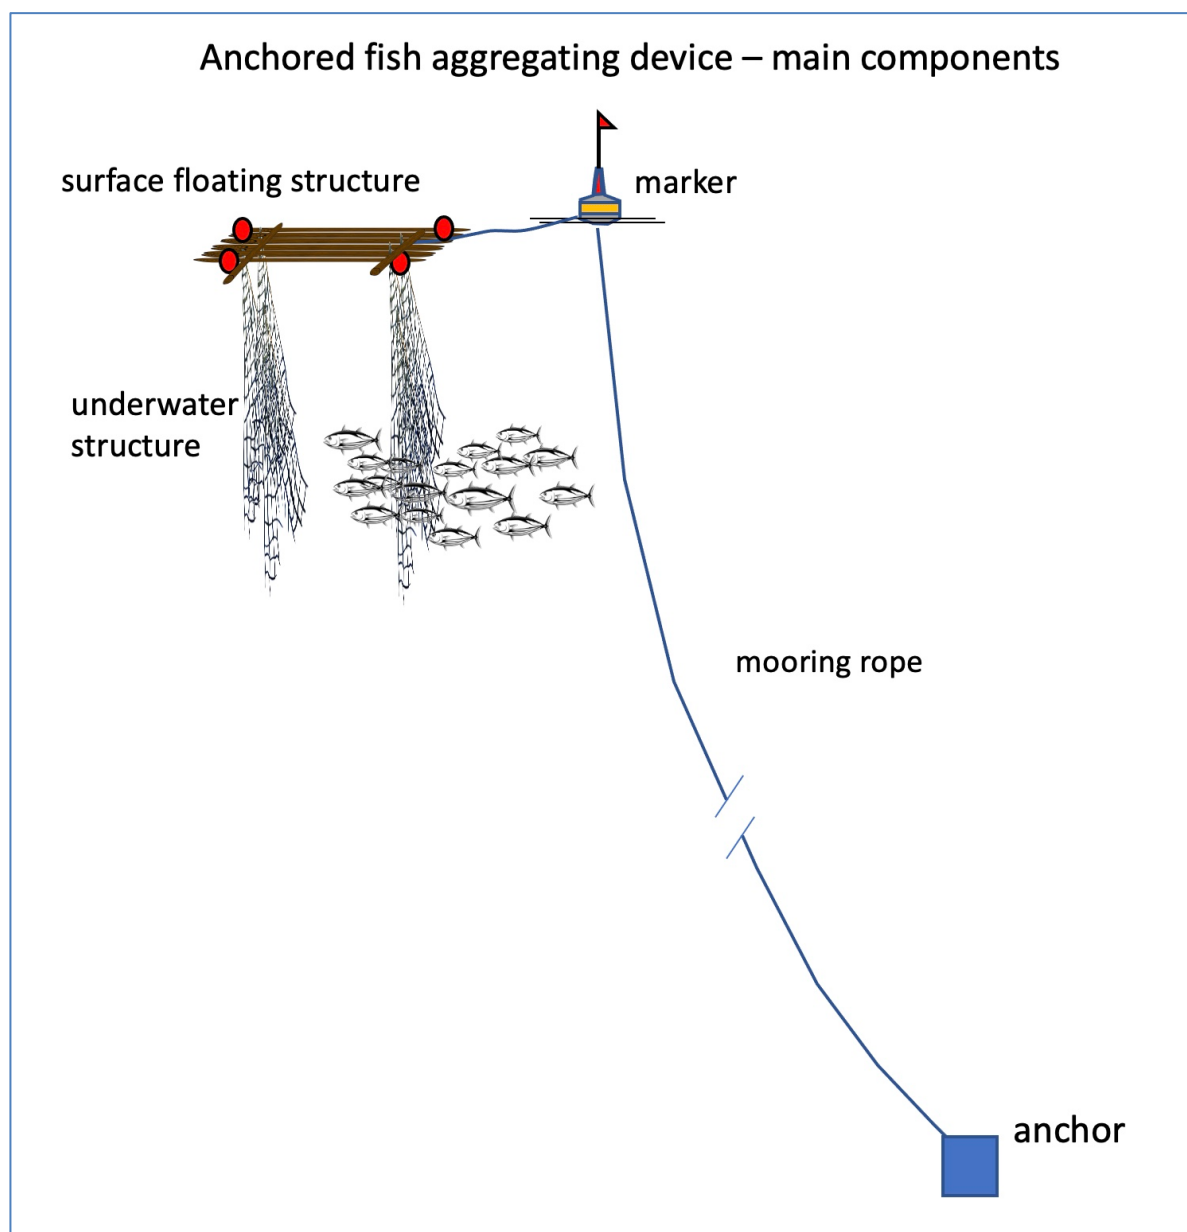 Anchored fish aggregating device – main components
surface floating structure
marker
underwater
structure
mooring rope
anchor